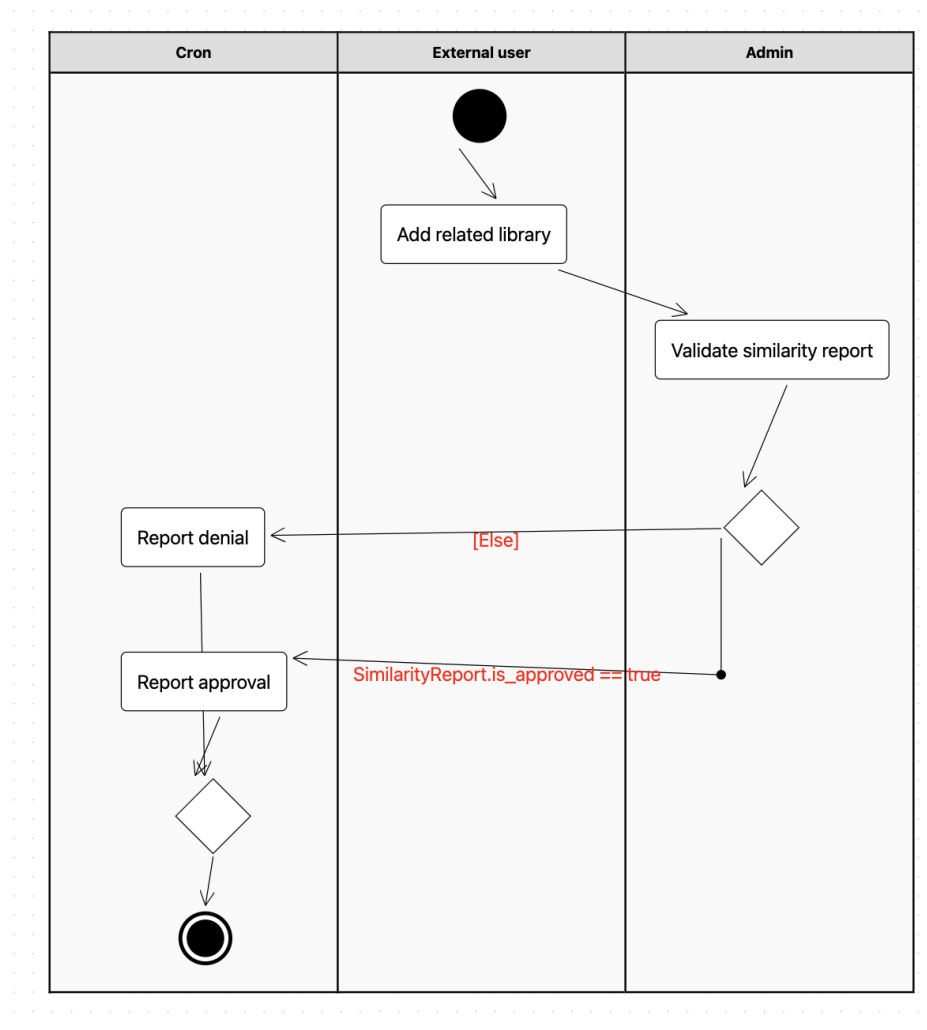 Cron
External user
Admin
Add related library
Validate similarity report
Report denial
[Else]
Report approval
SimilarityReport.is_approved == true